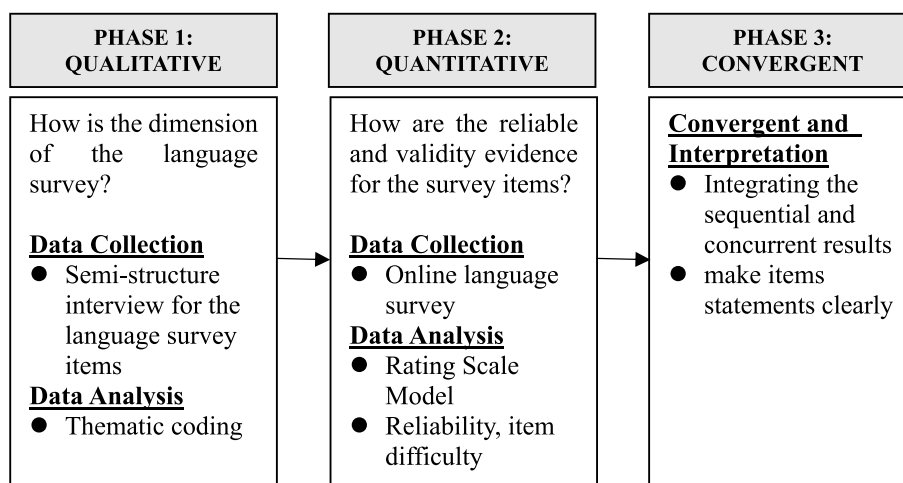 PHASE 1:
QUALITATIVE
How is the dimension
of the language
survey?
Data Collection
● Semi-structure
interview for the
language survey
items
Data Analysis
● Thematic coding
PHASE 2:
QUANTITATIVE
How are the reliable
and validity evidence
for the survey items?
Data Collection
● Online language
survey
Data Analysis
● Rating Scale
Model
● Reliability, item
difficulty
PHASE 3:
CONVERGENT
Convergent and
Interpretation
● Integrating the
sequential and
concurrent results
● make items
statements clearly